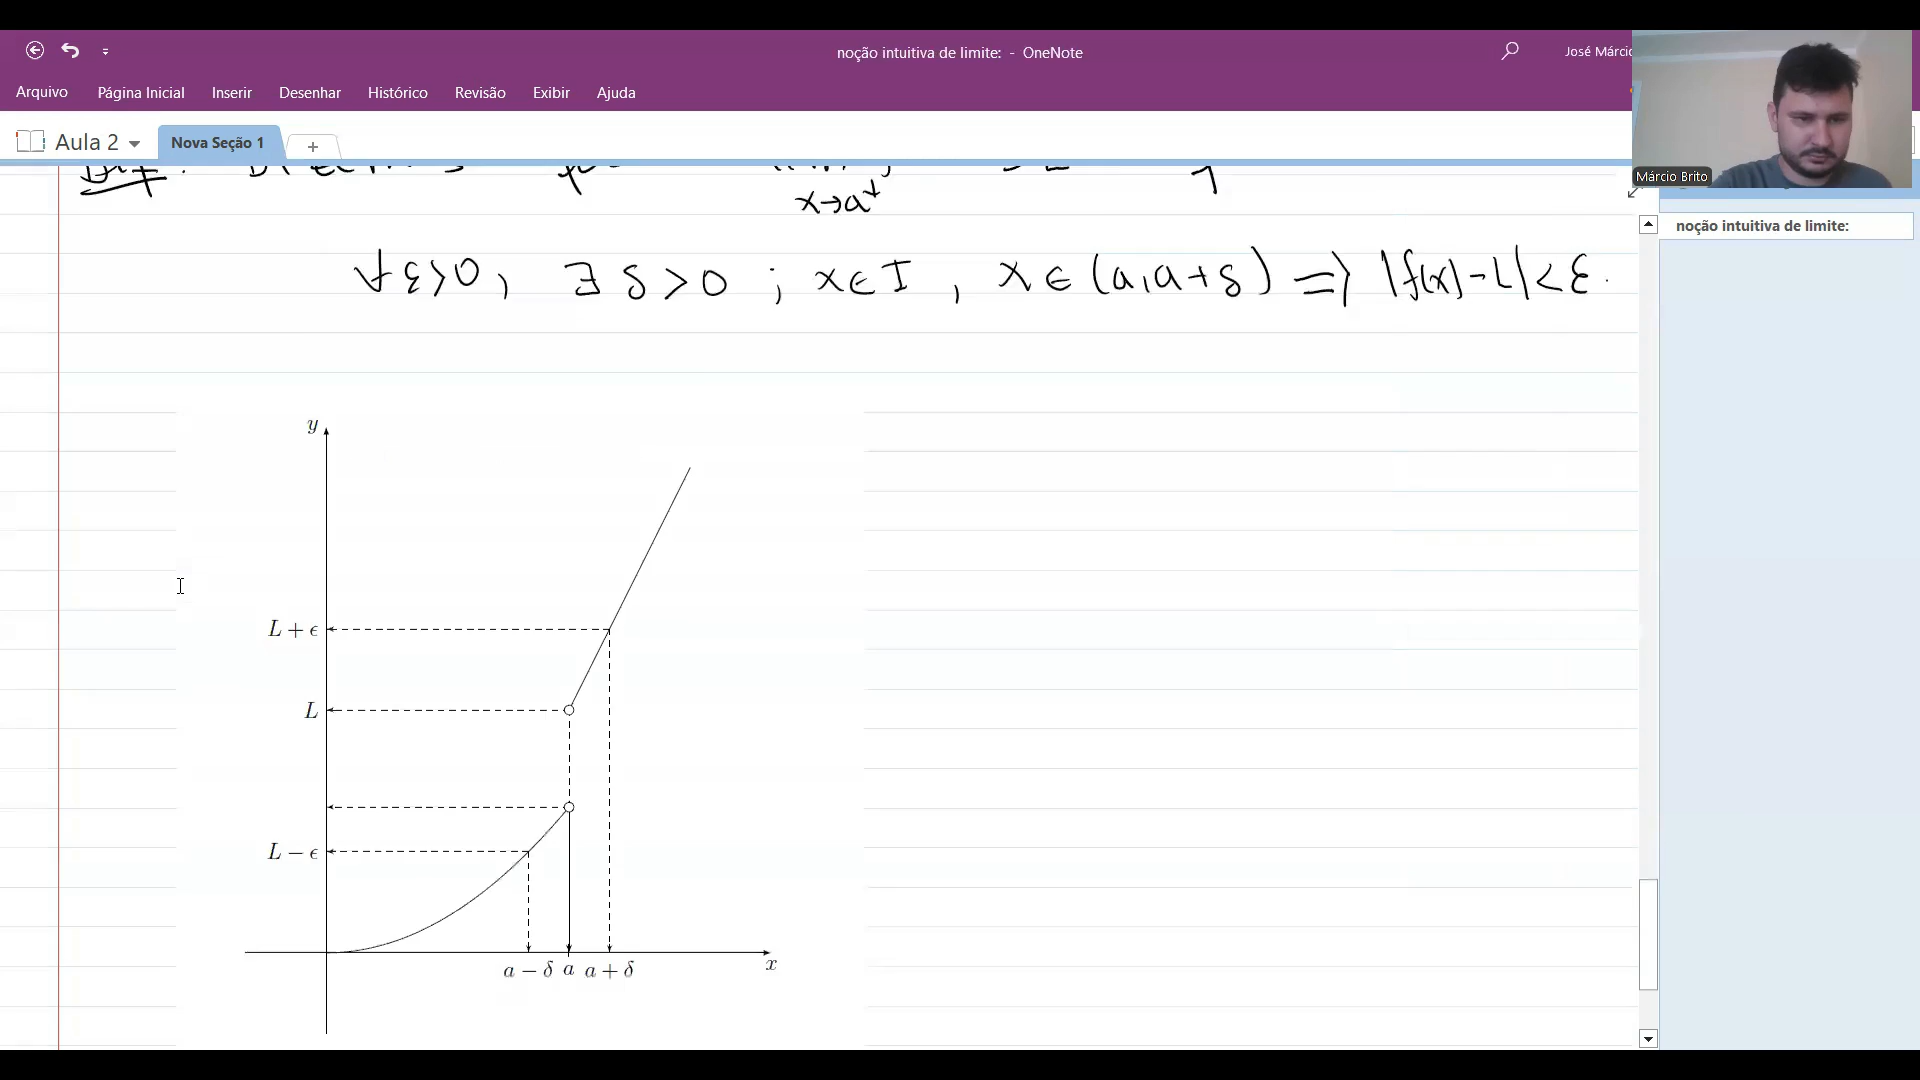 noção intuitiva de limite: - OneNote
José Márcio
Arquivo Página Inicial Inserir Desenhar Histórico Revisão Exibir Ajuda
Aula 2 Nova Seção 1 +
Márcio Brito
noção intuitiva de limite:
x→a⁺
∀ε>0, ∃ δ>0 ; x∈I , x∈(a,a+δ) ⇒ |f(x)-L|<ε.
y
L + ϵ
L
L − ϵ
a − δ a a + δ
x